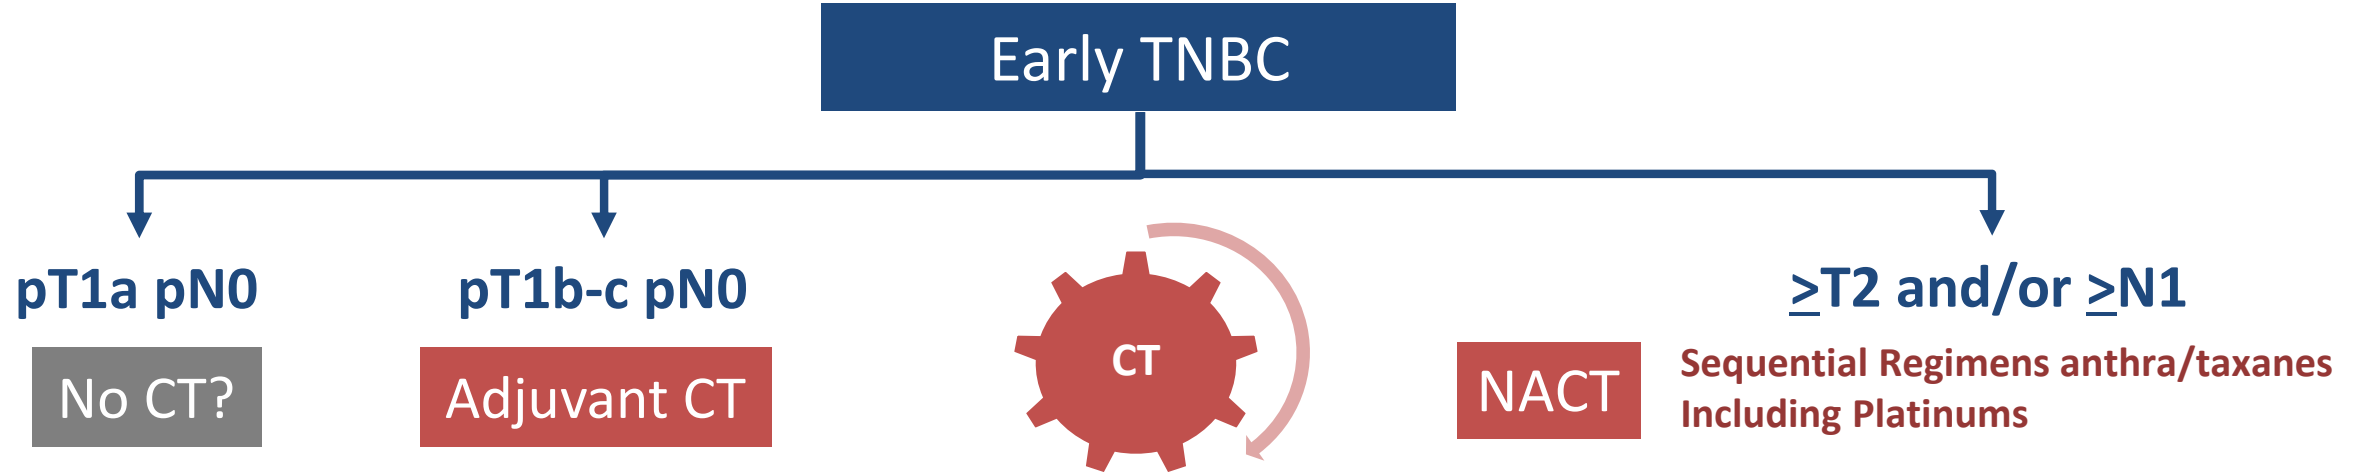 Early TNBC
pT1a pN0
No CT?
pT1b-c pN0
Adjuvant CT
CT
≥T2 and/or ≥N1
NACT
Sequential Regimens anthra/taxanes
Including Platinums